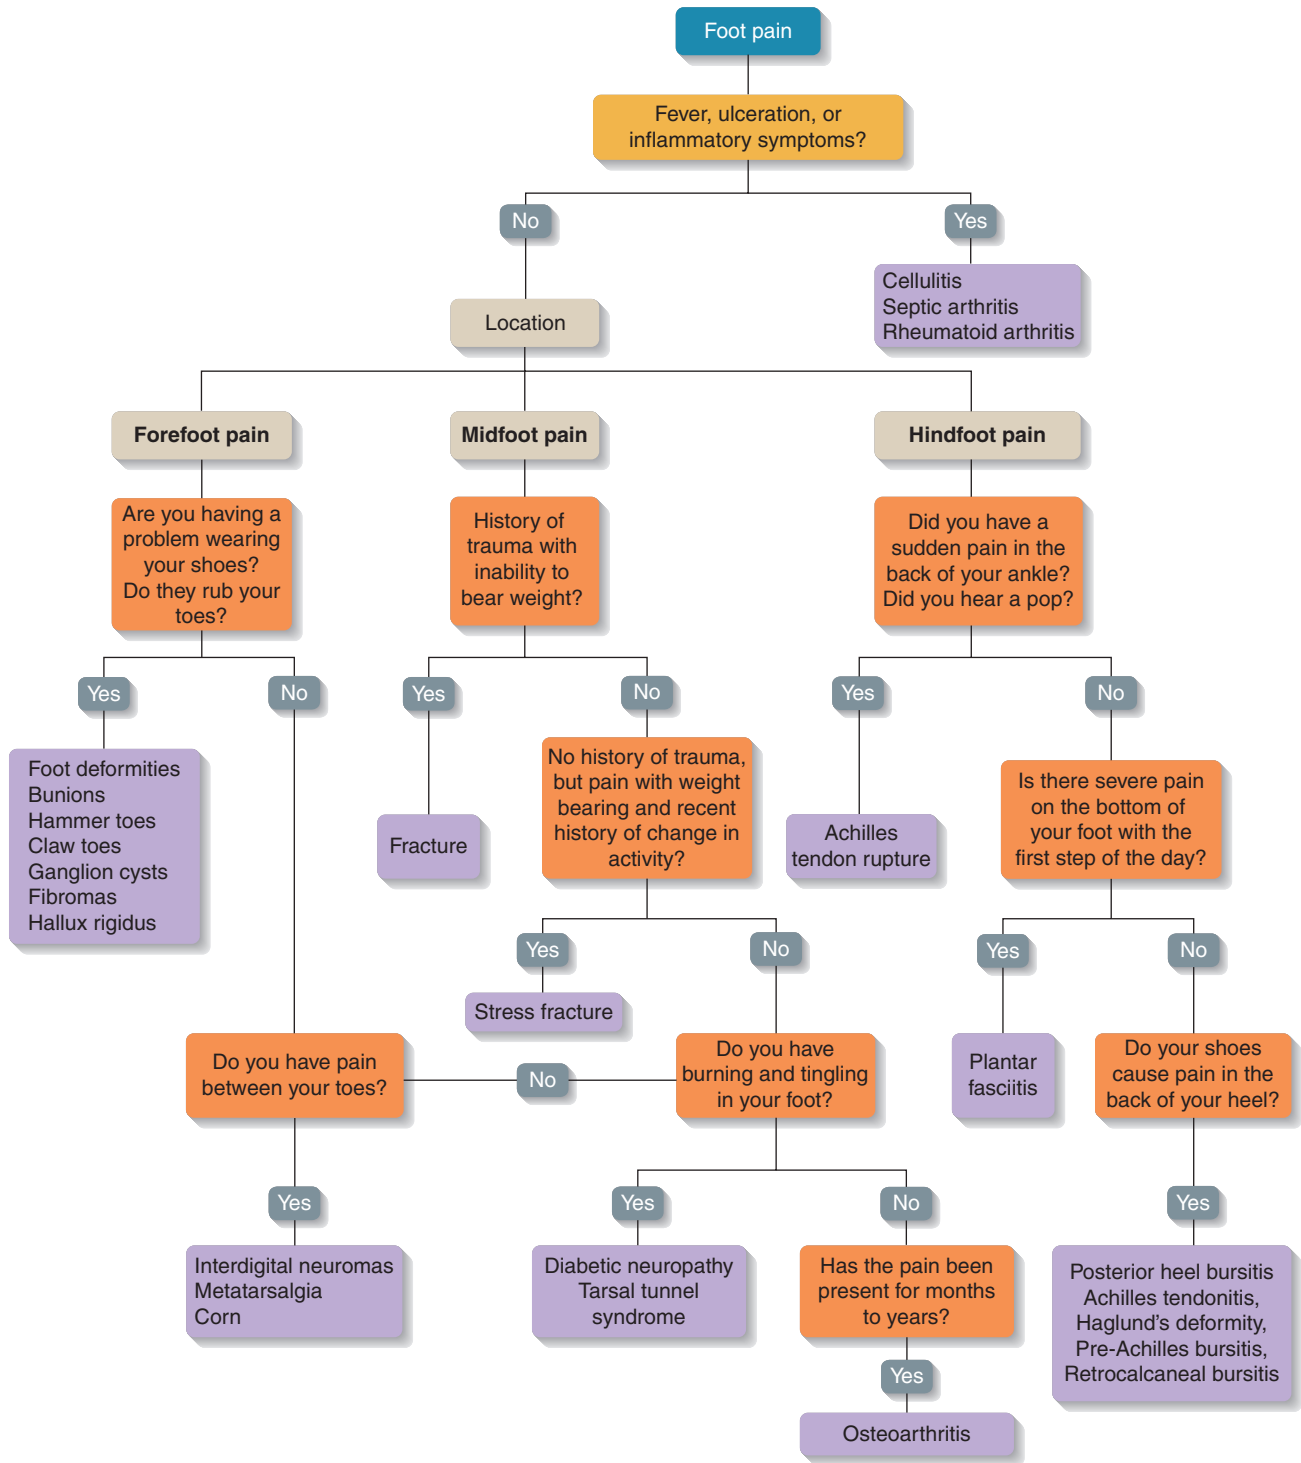 Foot pain
Fever, ulceration, or
inflammatory symptoms?
No
Yes
Cellulitis
Septic arthritis
Rheumatoid arthritis
Location
Forefoot pain
Midfoot pain
Hindfoot pain
Are you having a
problem wearing
your shoes?
Do they rub your
toes?
History of
trauma with
inability to
bear weight?
Did you have a
sudden pain in the
back of your ankle?
Did you hear a pop?
Yes
No
Yes
No
Yes
No
Foot deformities
Bunions
Hammer toes
Claw toes
Ganglion cysts
Fibromas
Hallux rigidus
Fracture
No history of trauma,
but pain with weight
bearing and recent
history of change in
activity?
Achilles
tendon rupture
Is there severe pain
on the bottom of
your foot with the
first step of the day?
Yes
No
Yes
No
Stress fracture
Do you have pain
between your toes?
No
Do you have
burning and tingling
in your foot?
Plantar
fasciitis
Do your shoes
cause pain in the
back of your heel?
Yes
Yes
No
Yes
Interdigital neuromas
Metatarsalgia
Corn
Diabetic neuropathy
Tarsal tunnel
syndrome
Has the pain been
present for months
to years?
Posterior heel bursitis
Achilles tendonitis,
Haglund's deformity,
Pre-Achilles bursitis,
Retrocalcaneal bursitis
Yes
Osteoarthritis